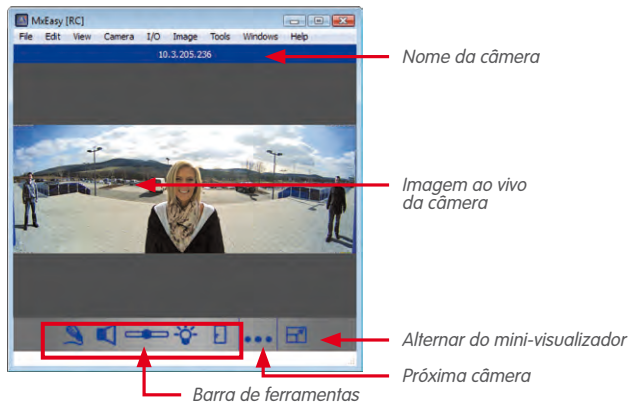 MxEasy [RC]
File Edit View Camera I/O Image Tools Windows Help
10.3.205.236
Nome da câmera
Imagem ao vivo
da câmera
Alternar do mini-visualizador
Próxima câmera
Barra de ferramentas